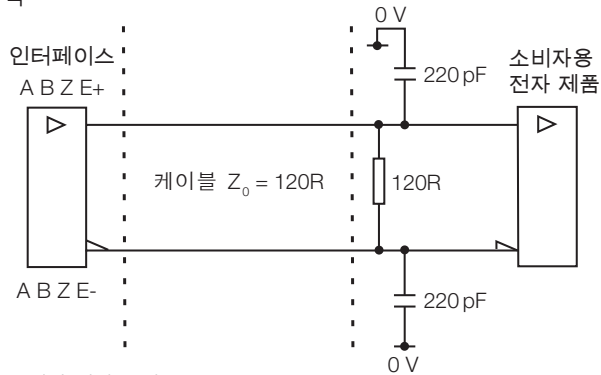 0 V
인터페이스
A B Z E+
220 pF
소비자용
전자 제품
케이블 Z₀ = 120R
120R
A B Z E-
220 pF
0 V